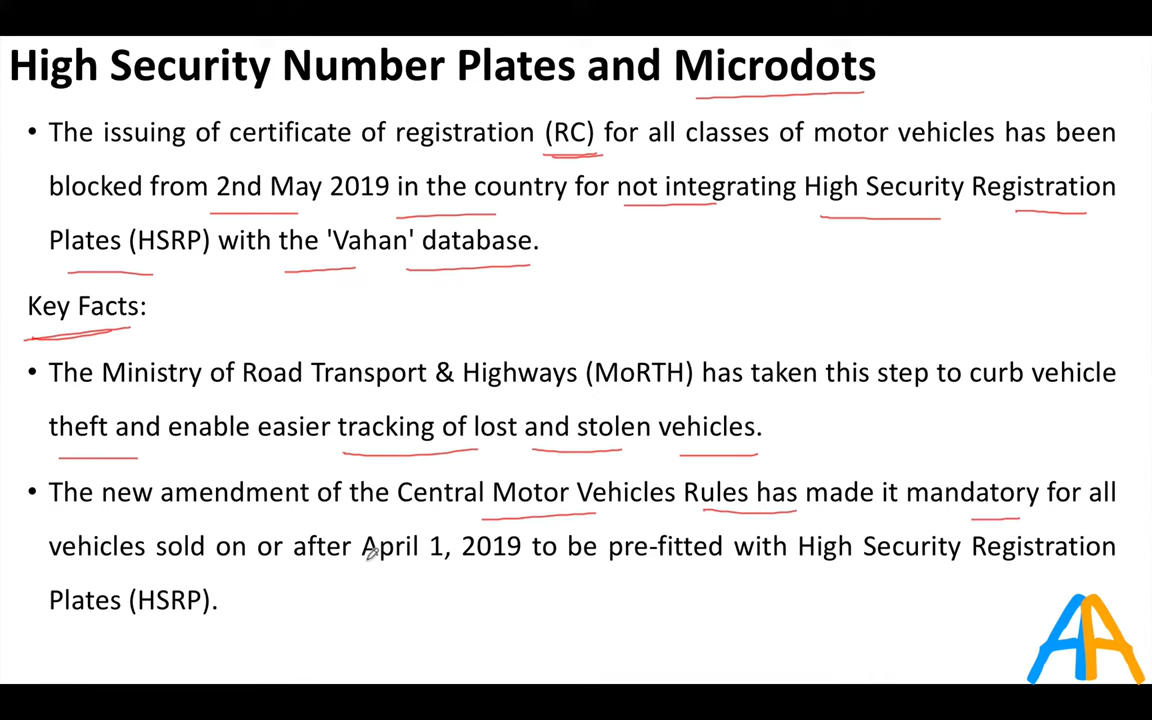 High Security Number Plates and Microdots
• The issuing of certificate of registration (RC) for all classes of motor vehicles has been
blocked from 2nd May 2019 in the country for not integrating High Security Registration
Plates (HSRP) with the 'Vahan' database.
Key Facts:
• The Ministry of Road Transport & Highways (MoRTH) has taken this step to curb vehicle
theft and enable easier tracking of lost and stolen vehicles.
• The new amendment of the Central Motor Vehicles Rules has made it mandatory for all
vehicles sold on or after April 1, 2019 to be pre-fitted with High Security Registration
Plates (HSRP).
AA